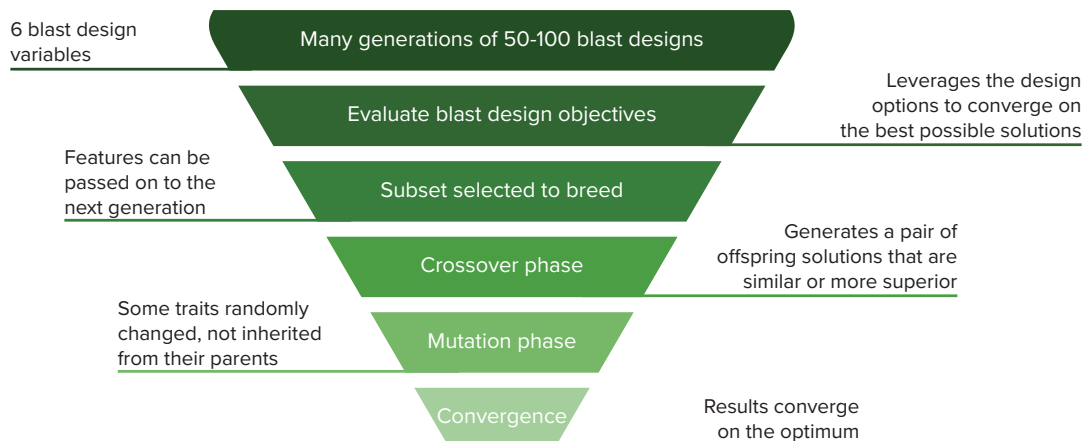 6 blast design
variables
Many generations of 50-100 blast designs
Evaluate blast design objectives
Leverages the design
options to converge on
the best possible solutions
Features can be
passed on to the
next generation
Subset selected to breed
Crossover phase
Generates a pair of
offspring solutions that are
similar or more superior
Some traits randomly
changed, not inherited
from their parents
Mutation phase
Convergence
Results converge
on the optimum